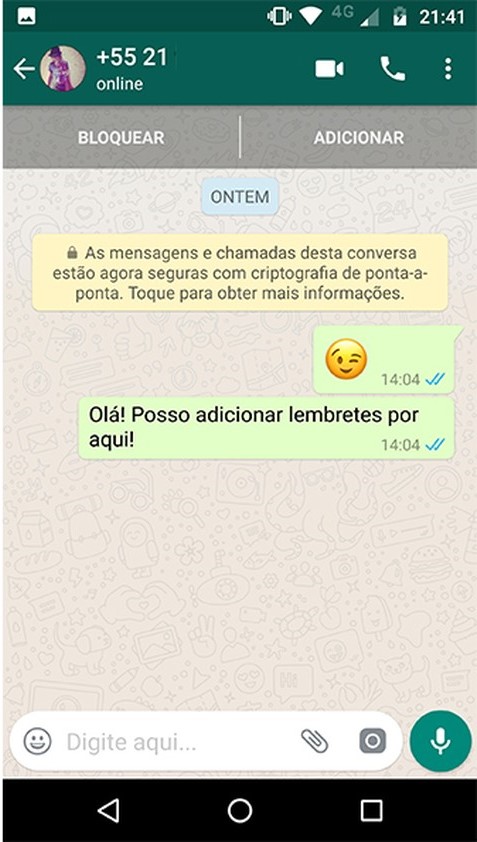 4G 21:41
+55 21
online
BLOQUEAR ADICIONAR
ONTEM
As mensagens e chamadas desta conversa
estão agora seguras com criptografia de ponta-a-
ponta. Toque para obter mais informações.
14:04
Olá! Posso adicionar lembretes por
aqui!
14:04
Digite aqui...